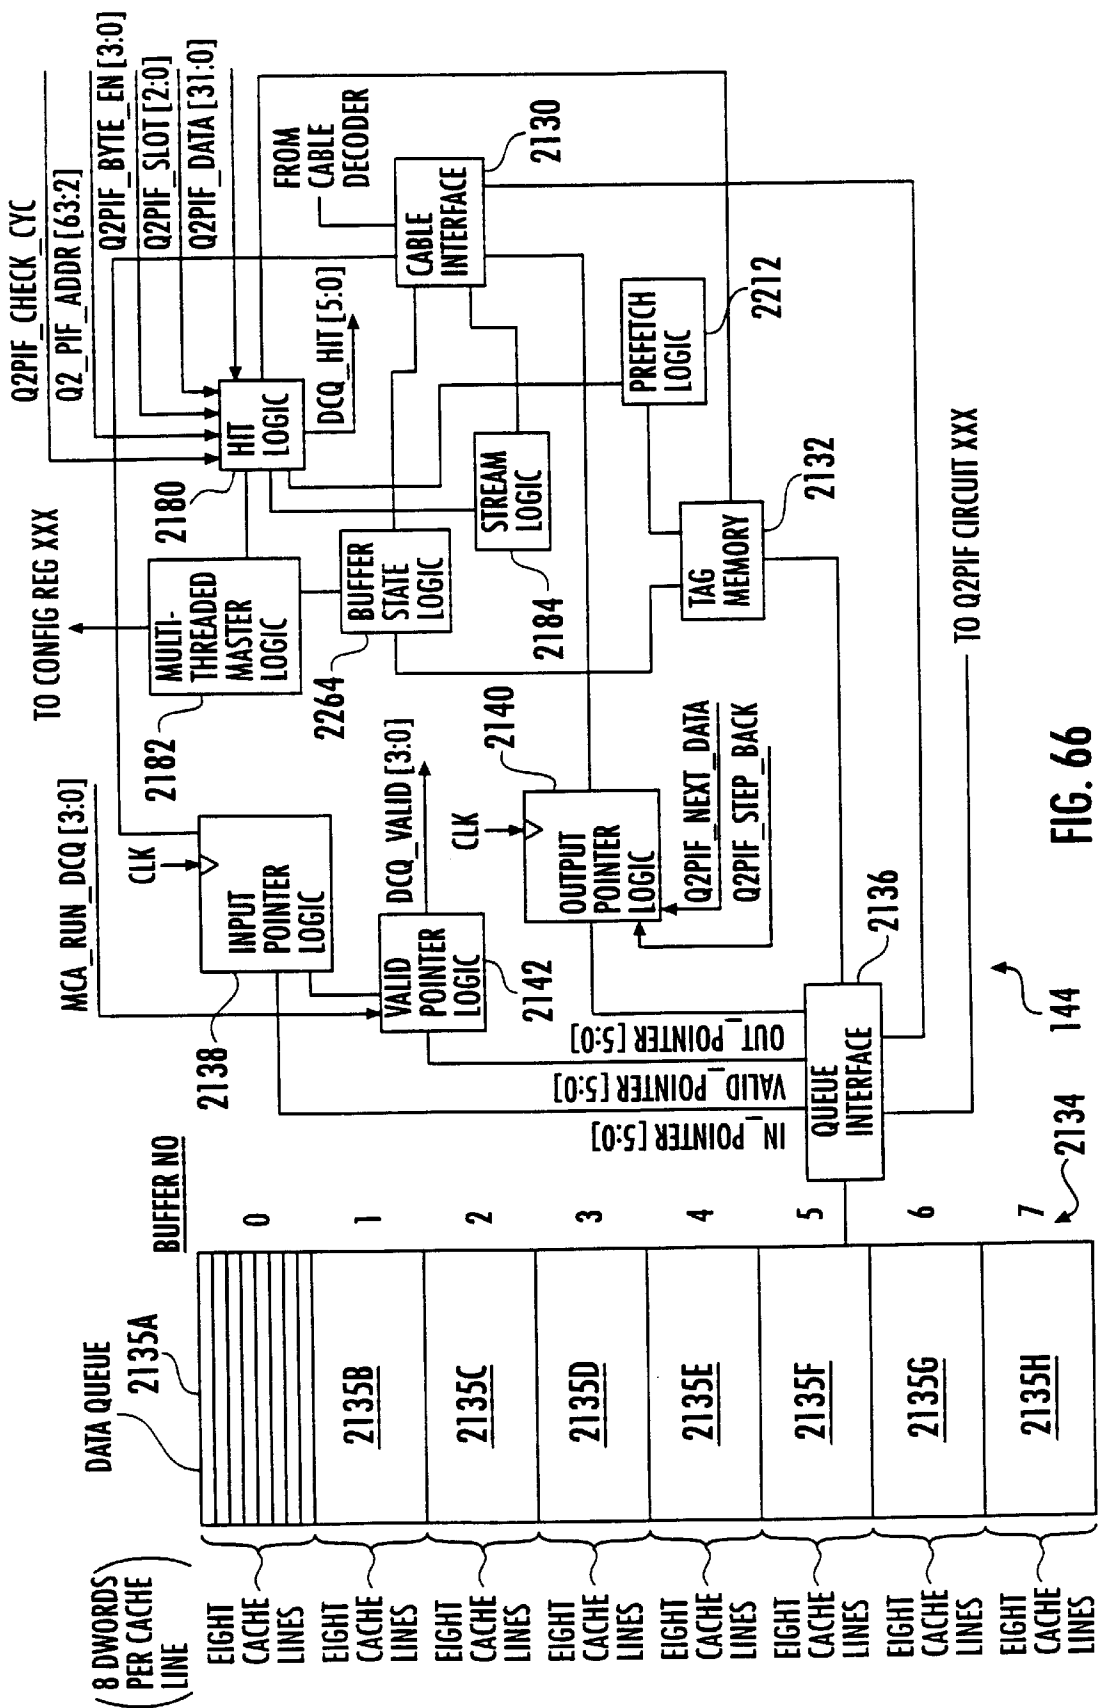 Q2PIF_CHECK_CYC
Q2_PIF_ADDR [63:2]
Q2PIF_BYTE_EN [3:0]
Q2PIF_SLOT [2:0]
Q2PIF_DATA [31:0]
TO CONFIG REG XXX
MCA_RUN_DCQ [3:0]
CLK
INPUT
POINTER
LOGIC
2138
MULTI-
THREADED
MASTER
LOGIC
2182
2180
HIT
LOGIC
DCQ_HIT [5:0]
FROM
CABLE
DECODER
CABLE
INTERFACE
2130
BUFFER
STATE
LOGIC
2264
STREAM
LOGIC
2184
PREFETCH
LOGIC
2212
TAG
MEMORY
2132
DCQ_VALID [3:0]
VALID
POINTER
LOGIC
2142
CLK
2140
OUTPUT
POINTER
LOGIC
Q2PIF_NEXT_DATA
Q2PIF_STEP_BACK
OUT_POINTER [5:0]
VALID_POINTER [5:0]
IN_POINTER [5:0]
QUEUE
INTERFACE
2136
TO Q2PIF CIRCUIT XXX
144
2134
BUFFER NO
0
1
2
3
4
5
6
7
DATA QUEUE
2135A
2135B
2135C
2135D
2135E
2135F
2135G
2135H
(8 DWORDS
PER CACHE
LINE)
EIGHT
CACHE
LINES
EIGHT
CACHE
LINES
EIGHT
CACHE
LINES
EIGHT
CACHE
LINES
EIGHT
CACHE
LINES
EIGHT
CACHE
LINES
EIGHT
CACHE
LINES
EIGHT
CACHE
LINES
FIG. 66